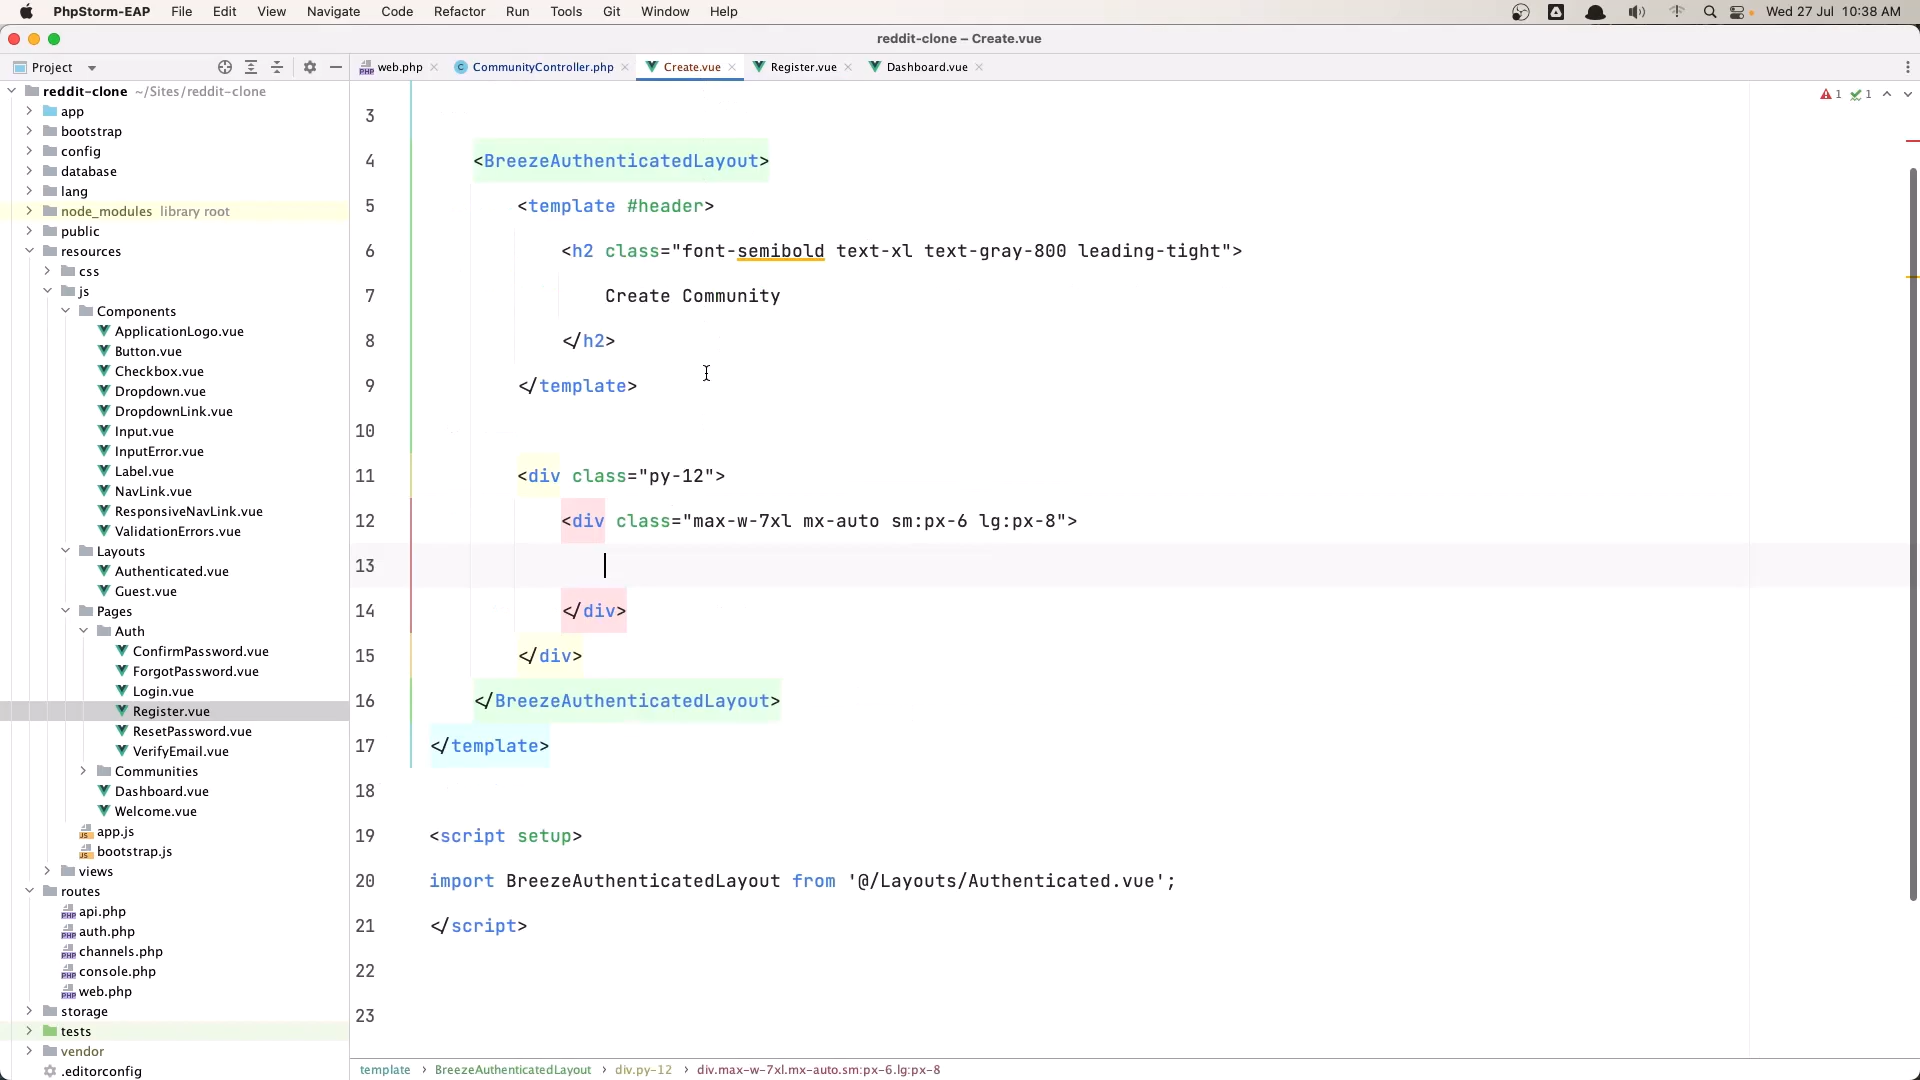 PhpStorm-EAP File Edit View Navigate Code Refactor Run Tools Git Window Help Wed 27 Jul 10:38 AM
reddit-clone – Create.vue
Project web.php CommunityController.php Create.vue Register.vue Dashboard.vue
reddit-clone ~/Sites/reddit-clone
app
bootstrap
config
database
lang
node_modules library root
public
resources
css
js
Components
ApplicationLogo.vue
Button.vue
Checkbox.vue
Dropdown.vue
DropdownLink.vue
Input.vue
InputError.vue
Label.vue
NavLink.vue
ResponsiveNavLink.vue
ValidationErrors.vue
Layouts
Authenticated.vue
Guest.vue
Pages
Auth
ConfirmPassword.vue
ForgotPassword.vue
Login.vue
Register.vue
ResetPassword.vue
VerifyEmail.vue
Communities
Dashboard.vue
Welcome.vue
app.js
bootstrap.js
views
routes
api.php
auth.php
channels.php
console.php
web.php
storage
tests
vendor
.editorconfig
1 1
3
4 <BreezeAuthenticatedLayout>
5 <template #header>
6 <h2 class="font-semibold text-xl text-gray-800 leading-tight">
7 Create Community
8 </h2>
9 </template>
10
11 <div class="py-12">
12 <div class="max-w-7xl mx-auto sm:px-6 lg:px-8">
13
14 </div>
15 </div>
16 </BreezeAuthenticatedLayout>
17 </template>
18
19 <script setup>
20 import BreezeAuthenticatedLayout from '@/Layouts/Authenticated.vue';
21 </script>
22
23
template › BreezeAuthenticatedLayout › div.py-12 › div.max-w-7xl.mx-auto.sm:px-6.lg:px-8